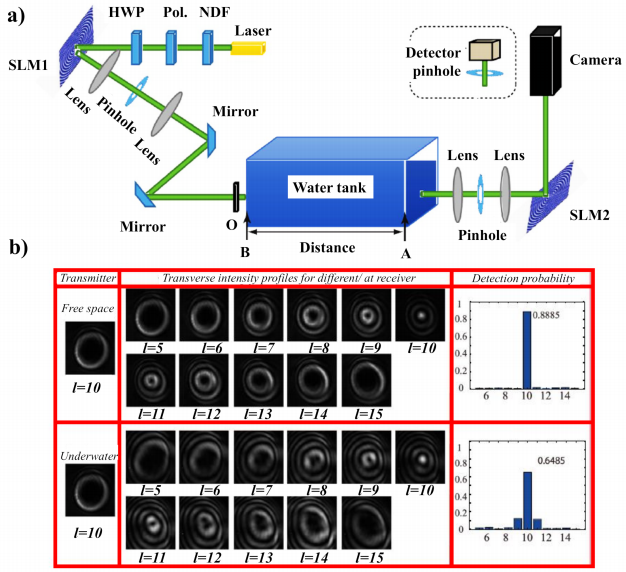 a)
HWP Pol. NDF
Laser
SLM1
Lens
Pinhole
Lens
Mirror
Mirror
Detector
pinhole
Camera
Water tank
O
B
Distance
A
Lens
Lens
Pinhole
SLM2
b)
Transmitter
Transverse intensity profiles for different/ at receiver
Detection probability
Free space
l=10
l=5 l=6 l=7 l=8 l=9 l=10
l=11 l=12 l=13 l=14 l=15
1
0.8
0.6
0.4
0.2
0
0.8885
6 8 10 12 14
Underwater
l=10
l=5 l=6 l=7 l=8 l=9 l=10
l=11 l=12 l=13 l=14 l=15
1
0.8
0.6
0.4
0.2
0
0.6485
6 8 10 12 14